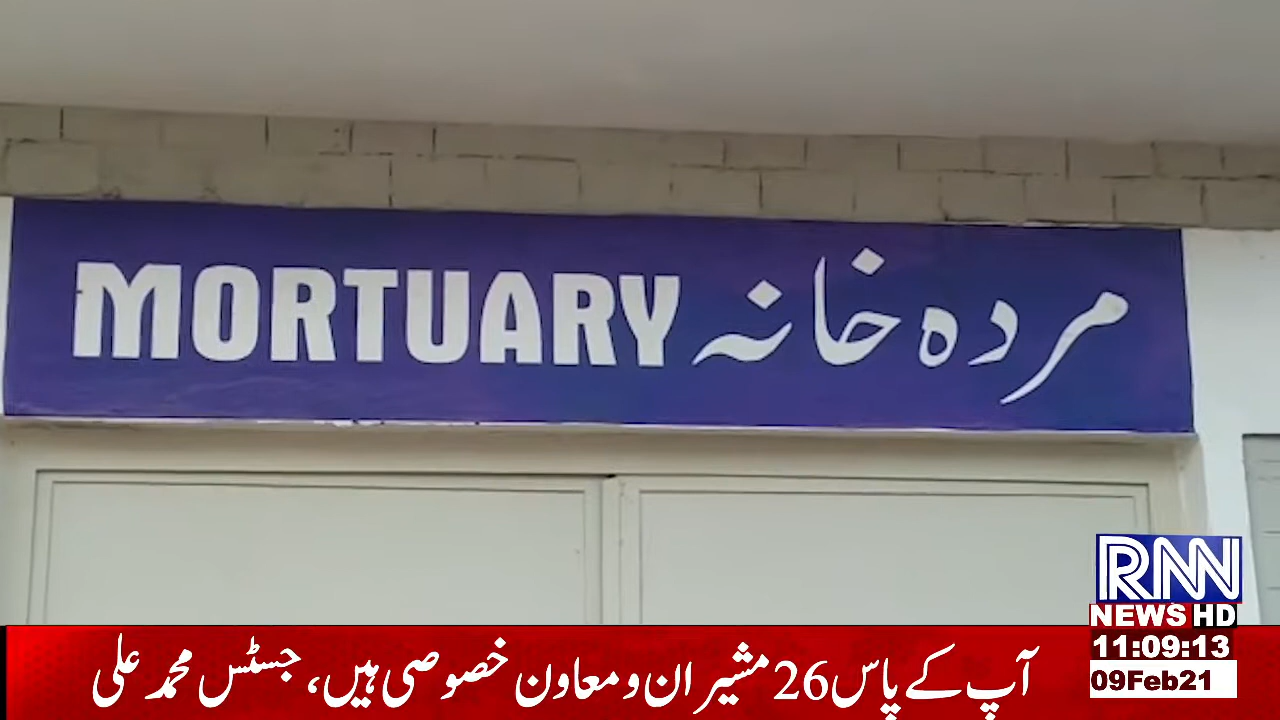 MORTUARY مردہ خانہ
RNN
NEWS HD
11:09:13
09Feb21
آپ کے پاس 26 مشیران و معاون خصوصی ہیں، جسٹس محمد علی